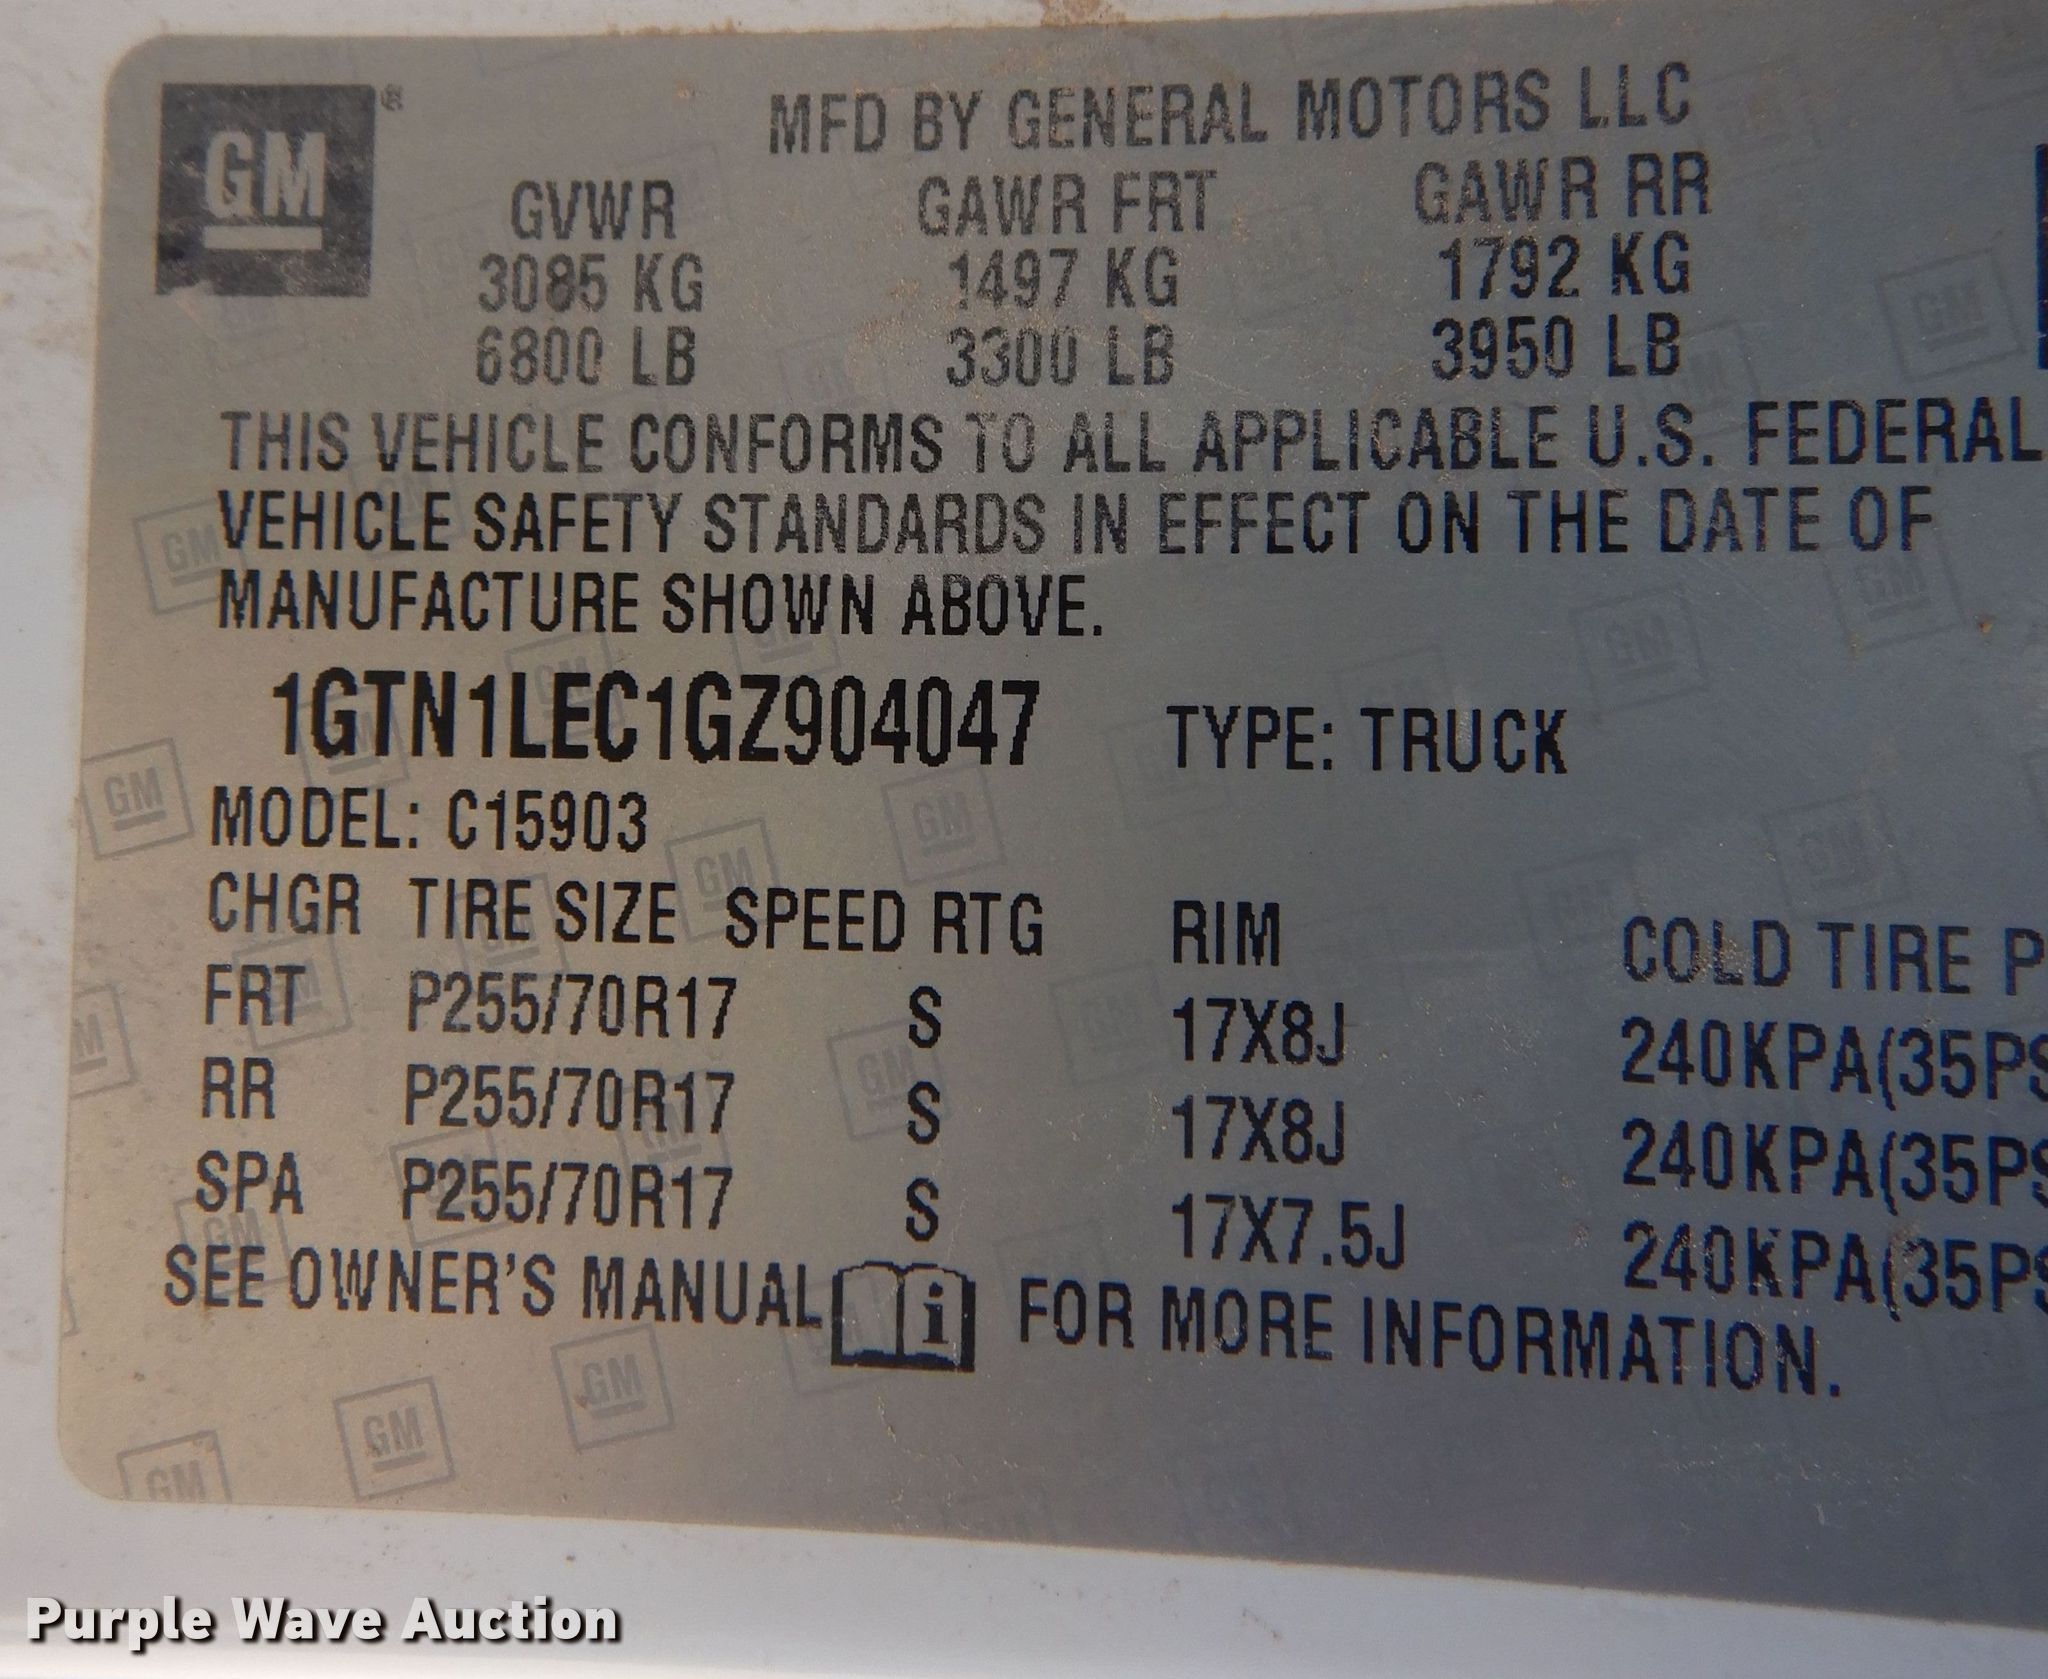 GM®
MFD BY GENERAL MOTORS LLC
GVWR GAWR FRT GAWR RR
3085 KG 1497 KG 1792 KG
6800 LB 3300 LB 3950 LB
THIS VEHICLE CONFORMS TO ALL APPLICABLE U.S. FEDERAL
VEHICLE SAFETY STANDARDS IN EFFECT ON THE DATE OF
MANUFACTURE SHOWN ABOVE.
1GTN1LEC1GZ904047 TYPE: TRUCK
MODEL: C15903
CHGR TIRE SIZE SPEED RTG RIM COLD TIRE P
FRT P255/70R17 S 17X8J 240KPA(35PS
RR P255/70R17 S 17X8J 240KPA(35PS
SPA P255/70R17 S 17X7.5J 240KPA(35PS
SEE OWNER'S MANUAL i FOR MORE INFORMATION.
Purple Wave Auction